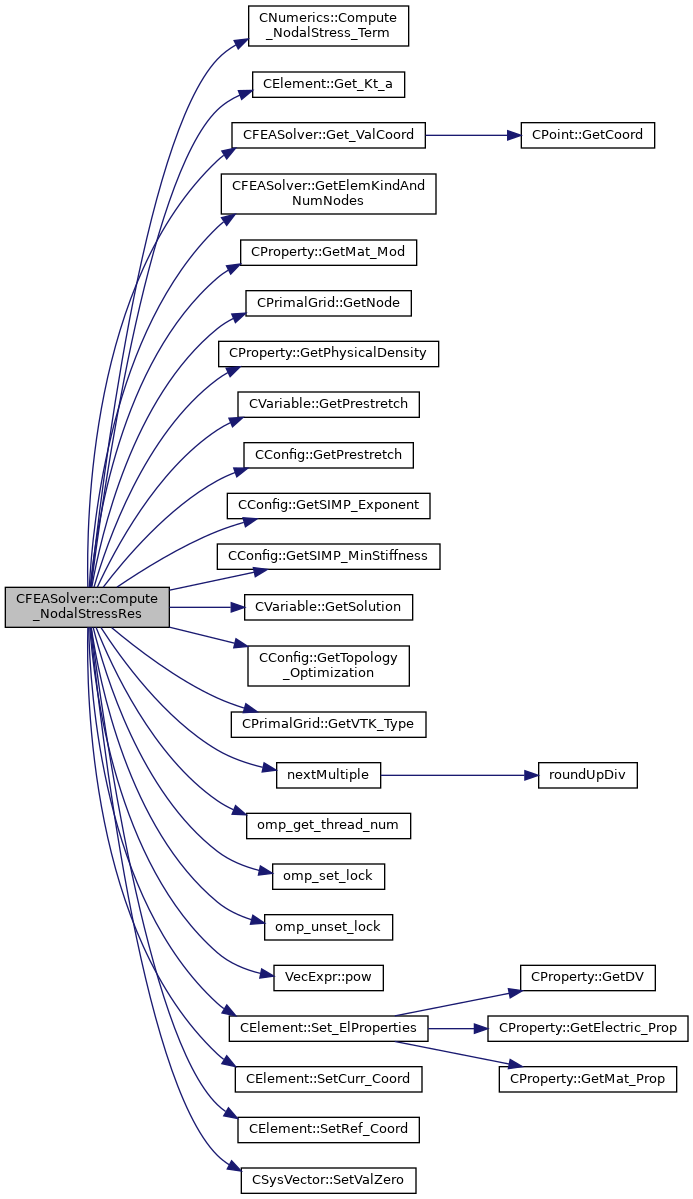 CNumerics::Compute
_NodalStress_Term
CElement::Get_Kt_a
CFEASolver::Get_ValCoord
CPoint::GetCoord
CFEASolver::GetElemKindAnd
NumNodes
CProperty::GetMat_Mod
CPrimalGrid::GetNode
CProperty::GetPhysicalDensity
CVariable::GetPrestretch
CConfig::GetPrestretch
CConfig::GetSIMP_Exponent
CConfig::GetSIMP_MinStiffness
CFEASolver::Compute
_NodalStressRes
CVariable::GetSolution
CConfig::GetTopology
_Optimization
CPrimalGrid::GetVTK_Type
nextMultiple
roundUpDiv
omp_get_thread_num
omp_set_lock
omp_unset_lock
VecExpr::pow
CProperty::GetDV
CElement::Set_ElProperties
CProperty::GetElectric_Prop
CElement::SetCurr_Coord
CProperty::GetMat_Prop
CElement::SetRef_Coord
CSysVector::SetValZero